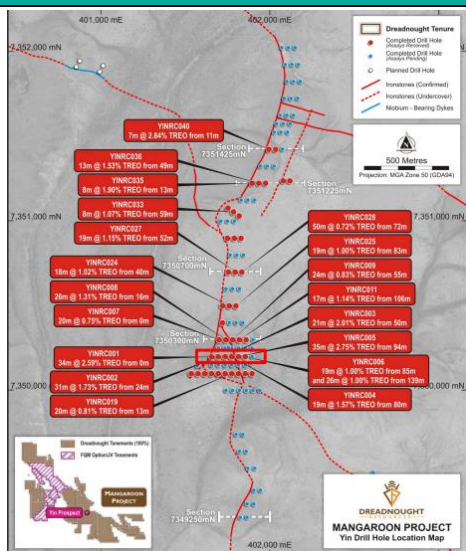 401,000 mE
402,000 mE
7,352,000 mN
Dreadnought Tenure
Completed Drill Hole
(Assays Received)
Completed Drill Hole
(Assays Pending)
Planned Drill Hole
Ironstones (Confirmed)
Ironstones (Undercover)
Niobium - Bearing Dykes
500 Metres
Projection: MGA Zone 50 (GDA94)
YINRC040
7m @ 2.84% TREO from 11m
Section
7351425mN
YINRC036
13m @ 1.53% TREO from 49m
YINRC035
8m @ 1.90% TREO from 13m
Section
7351225mN
YINRC033
8m @ 1.07% TREO from 59m
7,351,000 mN
7,351,000 mN
YINRC027
19m @ 1.15% TREO from 52m
YINRC028
50m @ 0.72% TREO from 72m
Section
7350700mN
YINRC025
19m @ 1.00% TREO from 83m
YINRC024
18m @ 1.02% TREO from 40m
YINRC009
24m @ 0.83% TREO from 55m
YINRC008
26m @ 1.31% TREO from 16m
YINRC011
17m @ 1.14% TREO from 108m
YINRC007
20m @ 0.75% TREO from 0m
Section
7350300mN
YINRC003
21m @ 2.01% TREO from 50m
YINRC001
34m @ 2.59% TREO from 0m
YINRC005
35m @ 2.75% TREO from 94m
YINRC002
31m @ 1.73% TREO from 24m
YINRC006
19m @ 1.00% TREO from 85m
and 26m @ 1.00% TREO from 139m
7,350,000 mN
YINRC019
20m @ 0.81% TREO from 13m
YINRC004
19m @ 1.57% TREO from 80m
Dreadnought Tenements (100%)
FQM Option/JV Tenements
MANGAROON
PROJECT
Yin Prospect
Section
7349250mN
402,000 mE
DREADNOUGHT
RESOURCES
MANGAROON PROJECT
Yin Drill Hole Location Map